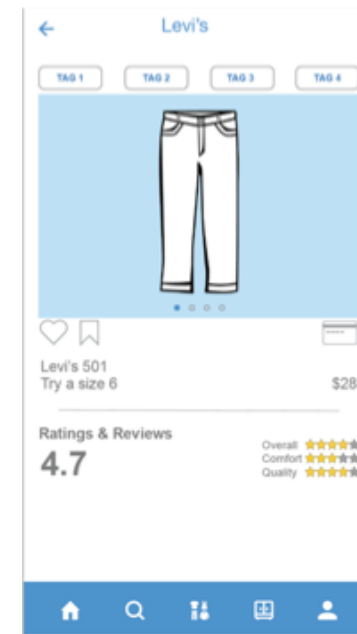 Levi's
TAG 1 TAG 2 TAG 3 TAG 4
Levi's 501
Try a size 6 $28
Ratings & Reviews
4.7
Overall
Comfort
Quality